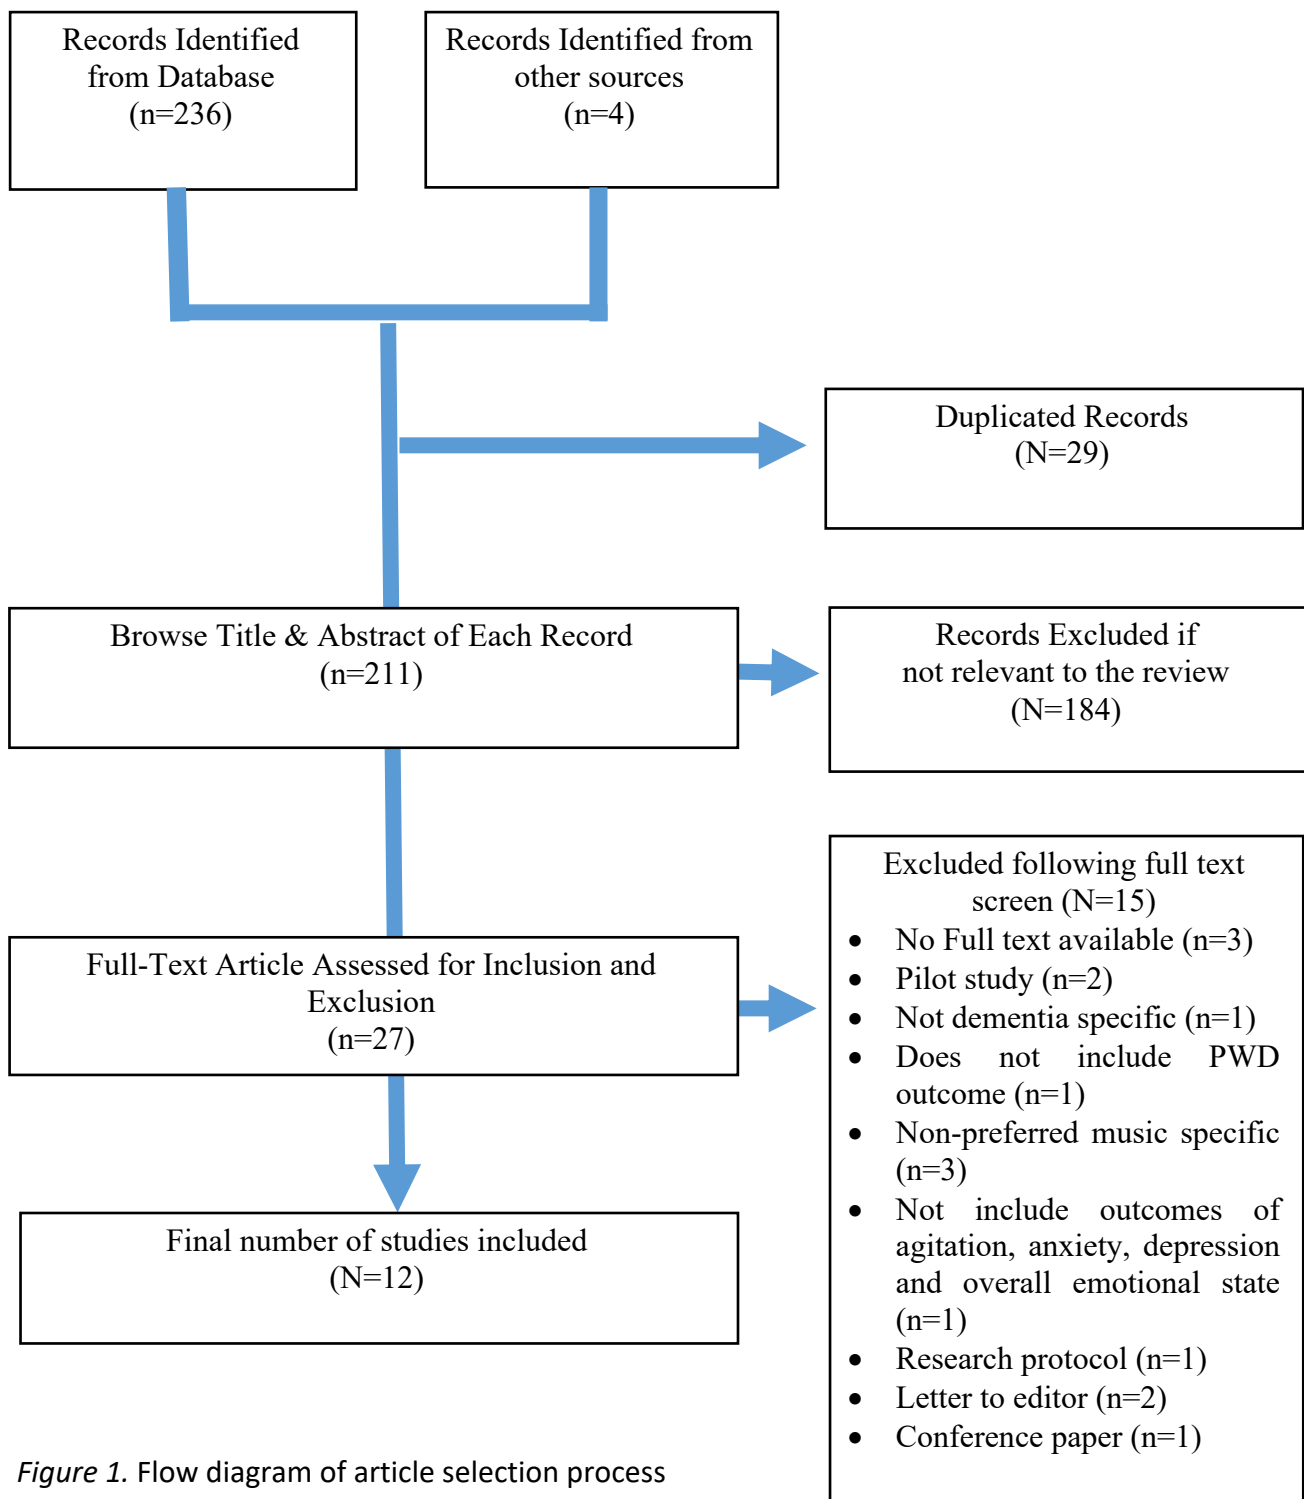 Records Identified
from Database
(n=236)
Records Identified from
other sources
(n=4)
Duplicated Records
(N=29)
Browse Title & Abstract of Each Record
(n=211)
Records Excluded if
not relevant to the review
(N=184)
Full-Text Article Assessed for Inclusion and
Exclusion
(n=27)
Excluded following full text
screen (N=15)
• No Full text available (n=3)
• Pilot study (n=2)
• Not dementia specific (n=1)
• Does not include PWD
outcome (n=1)
• Non-preferred music specific
(n=3)
• Not include outcomes of
agitation, anxiety, depression
and overall emotional state
(n=1)
• Research protocol (n=1)
• Letter to editor (n=2)
• Conference paper (n=1)
Final number of studies included
(N=12)
Figure 1. Flow diagram of article selection process